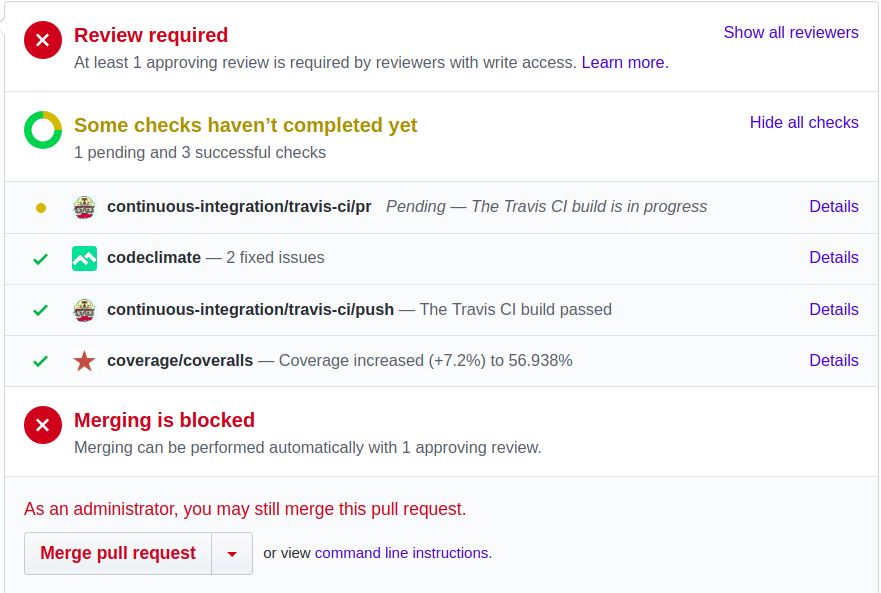 Review required
Show all reviewers
At least 1 approving review is required by reviewers with write access. Learn more.
Some checks haven’t completed yet
Hide all checks
1 pending and 3 successful checks
continuous-integration/travis-ci/pr Pending — The Travis CI build is in progress Details
codeclimate — 2 fixed issues Details
continuous-integration/travis-ci/push — The Travis CI build passed Details
coverage/coveralls — Coverage increased (+7.2%) to 56.938% Details
Merging is blocked
Merging can be performed automatically with 1 approving review.
As an administrator, you may still merge this pull request.
Merge pull request or view command line instructions.